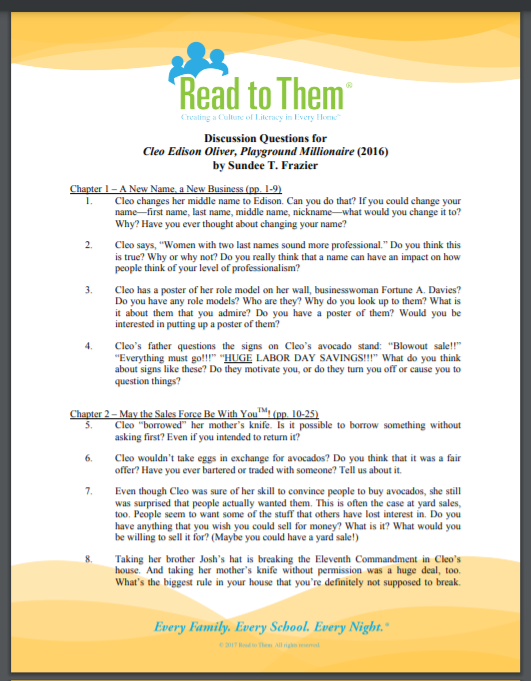 Read to Them®
Creating a Culture of Literacy in Every Home™
Discussion Questions for
Cleo Edison Oliver, Playground Millionaire (2016)
by Sundee T. Frazier
Chapter 1 – A New Name, a New Business (pp. 1-9)
1. Cleo changes her middle name to Edison. Can you do that? If you could change your
name—first name, last name, middle name, nickname—what would you change it to?
Why? Have you ever thought about changing your name?
2. Cleo says, “Women with two last names sound more professional.” Do you think this
is true? Why or why not? Do you really think that a name can have an impact on how
people think of your level of professionalism?
3. Cleo has a poster of her role model on her wall, businesswoman Fortune A. Davies?
Do you have any role models? Who are they? Why do you look up to them? What is
it about them that you admire? Do you have a poster of them? Would you be
interested in putting up a poster of them?
4. Cleo’s father questions the signs on Cleo’s avocado stand: “Blowout sale!!”
“Everything must go!!!” “HUGE LABOR DAY SAVINGS!!!” What do you think
about signs like these? Do they motivate you, or do they turn you off or cause you to
question things?
Chapter 2 – May the Sales Force Be With You™! (pp. 10-25)
5. Cleo “borrowed” her mother’s knife. Is it possible to borrow something without
asking first? Even if you intended to return it?
6. Cleo wouldn’t take eggs in exchange for avocados? Do you think that was a fair
offer? Have you ever bartered or traded with someone? Tell us about it.
7. Even though Cleo was sure of her skill to convince people to buy avocados, she still
was surprised that people actually wanted them. This is often the case at yard sales,
too. People seem to want some of the stuff that others have lost interest in. Do you
have anything that you wish you could sell for money? What is it? What would you
be willing to sell it for? (Maybe you could have a yard sale!)
8. Taking her brother Josh’s hat is breaking the Eleventh Commandment in Cleo’s
house. And taking her mother’s knife without permission was a huge deal, too.
What’s the biggest rule in your house that you’re definitely not supposed to break.
Every Family. Every School. Every Night.®
© 2017 Read to Them. All rights reserved.